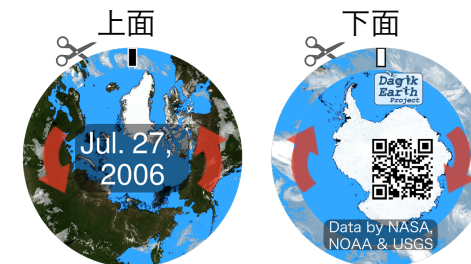 上面
下面
Jul. 27,
2006
Dagik
Earth
Project
Data by NASA,
NOAA & USGS